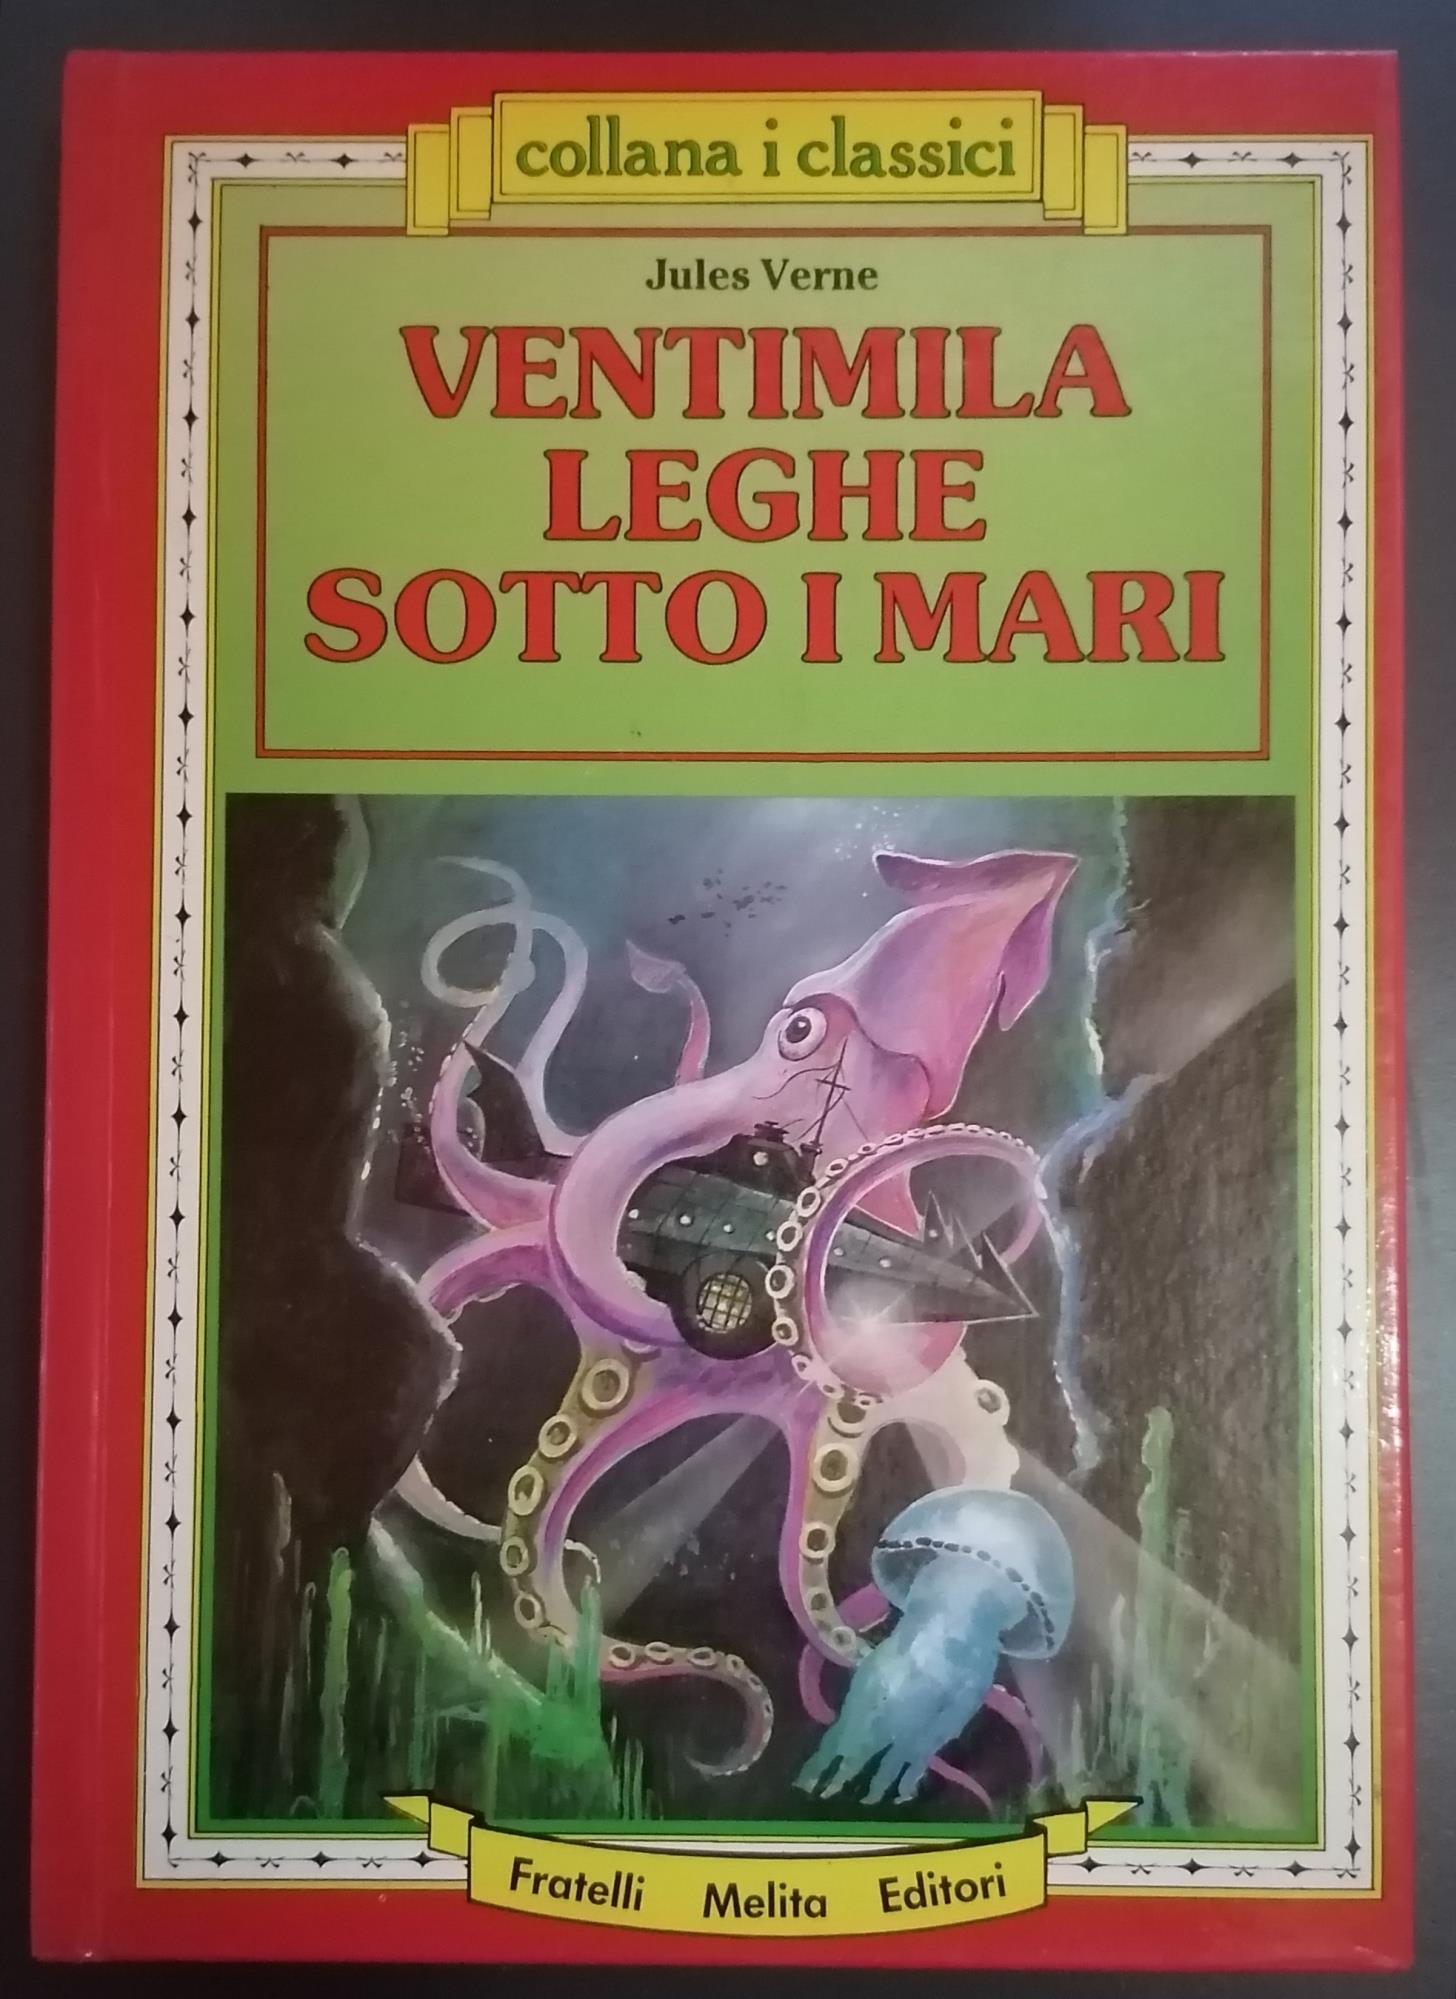 collana i classici
Jules Verne
VENTIMILA
LEGHE
SOTTO I MARI
Fratelli Melita Editori